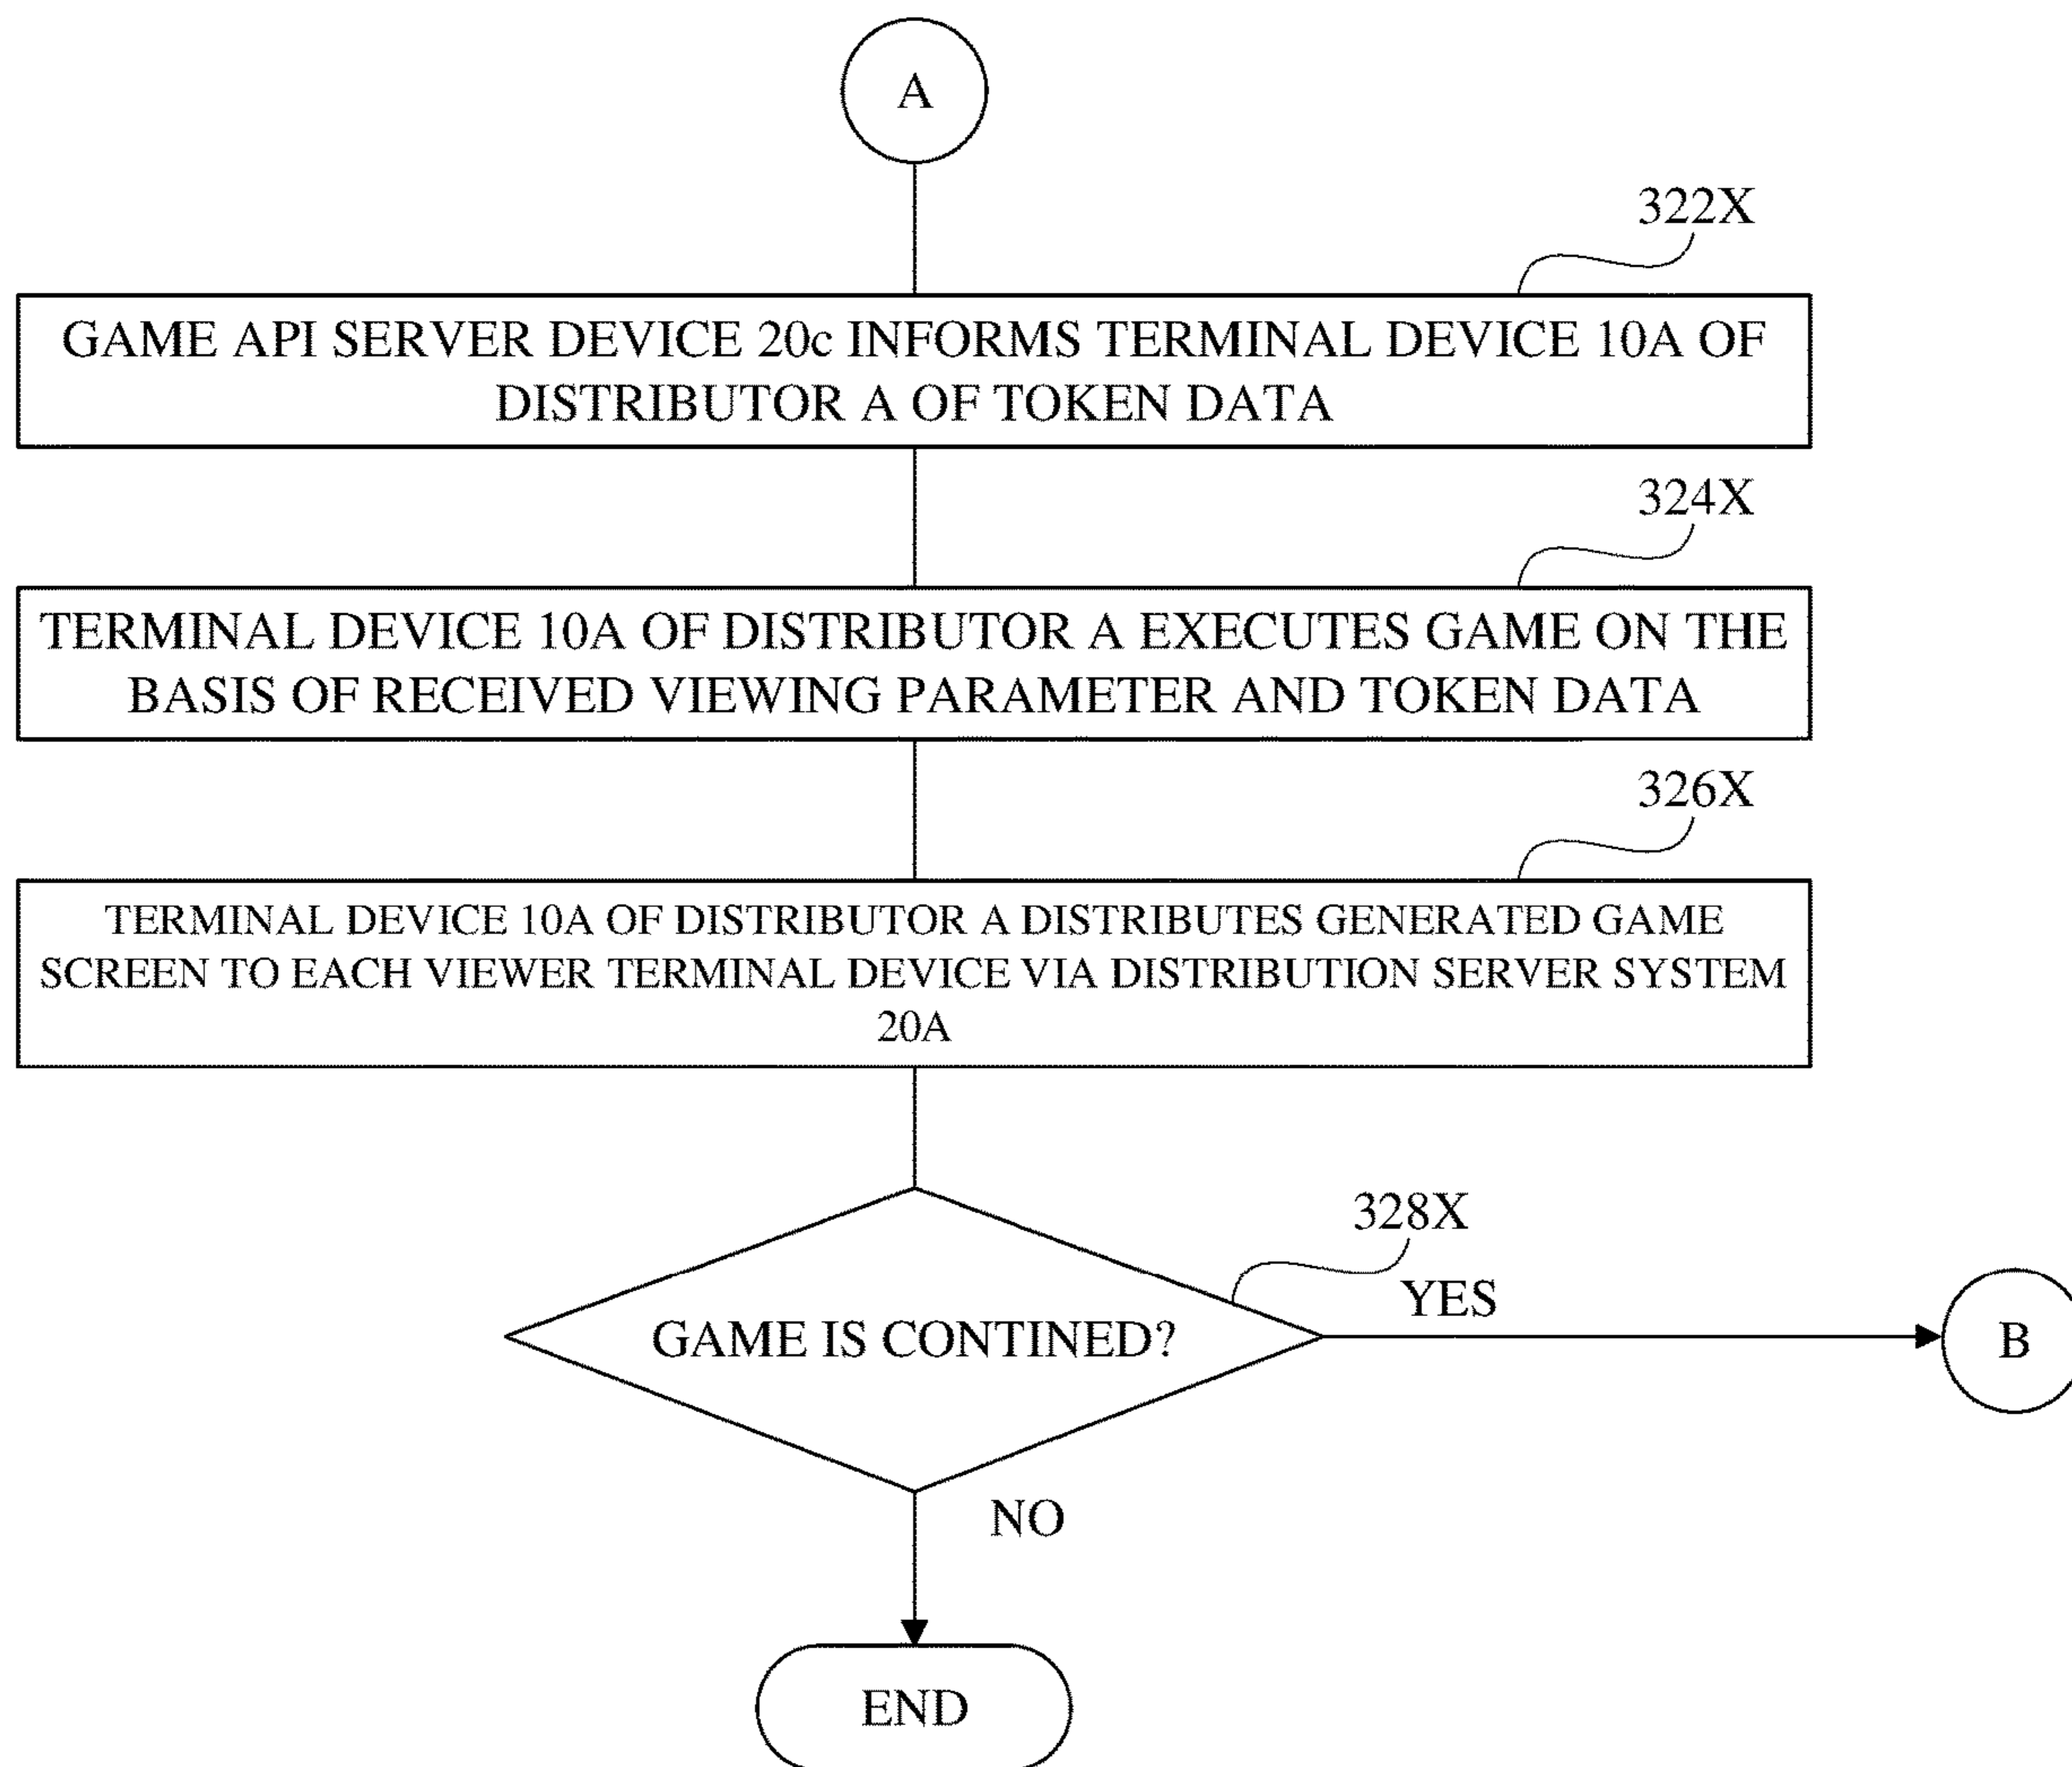 A
322X
GAME API SERVER DEVICE 20c INFORMS TERMINAL DEVICE 10A OF
DISTRIBUTOR A OF TOKEN DATA
324X
TERMINAL DEVICE 10A OF DISTRIBUTOR A EXECUTES GAME ON THE
BASIS OF RECEIVED VIEWING PARAMETER AND TOKEN DATA
326X
TERMINAL DEVICE 10A OF DISTRIBUTOR A DISTRIBUTES GENERATED GAME
SCREEN TO EACH VIEWER TERMINAL DEVICE VIA DISTRIBUTION SERVER SYSTEM
20A
328X
YES
GAME IS CONTINED?
B
NO
END